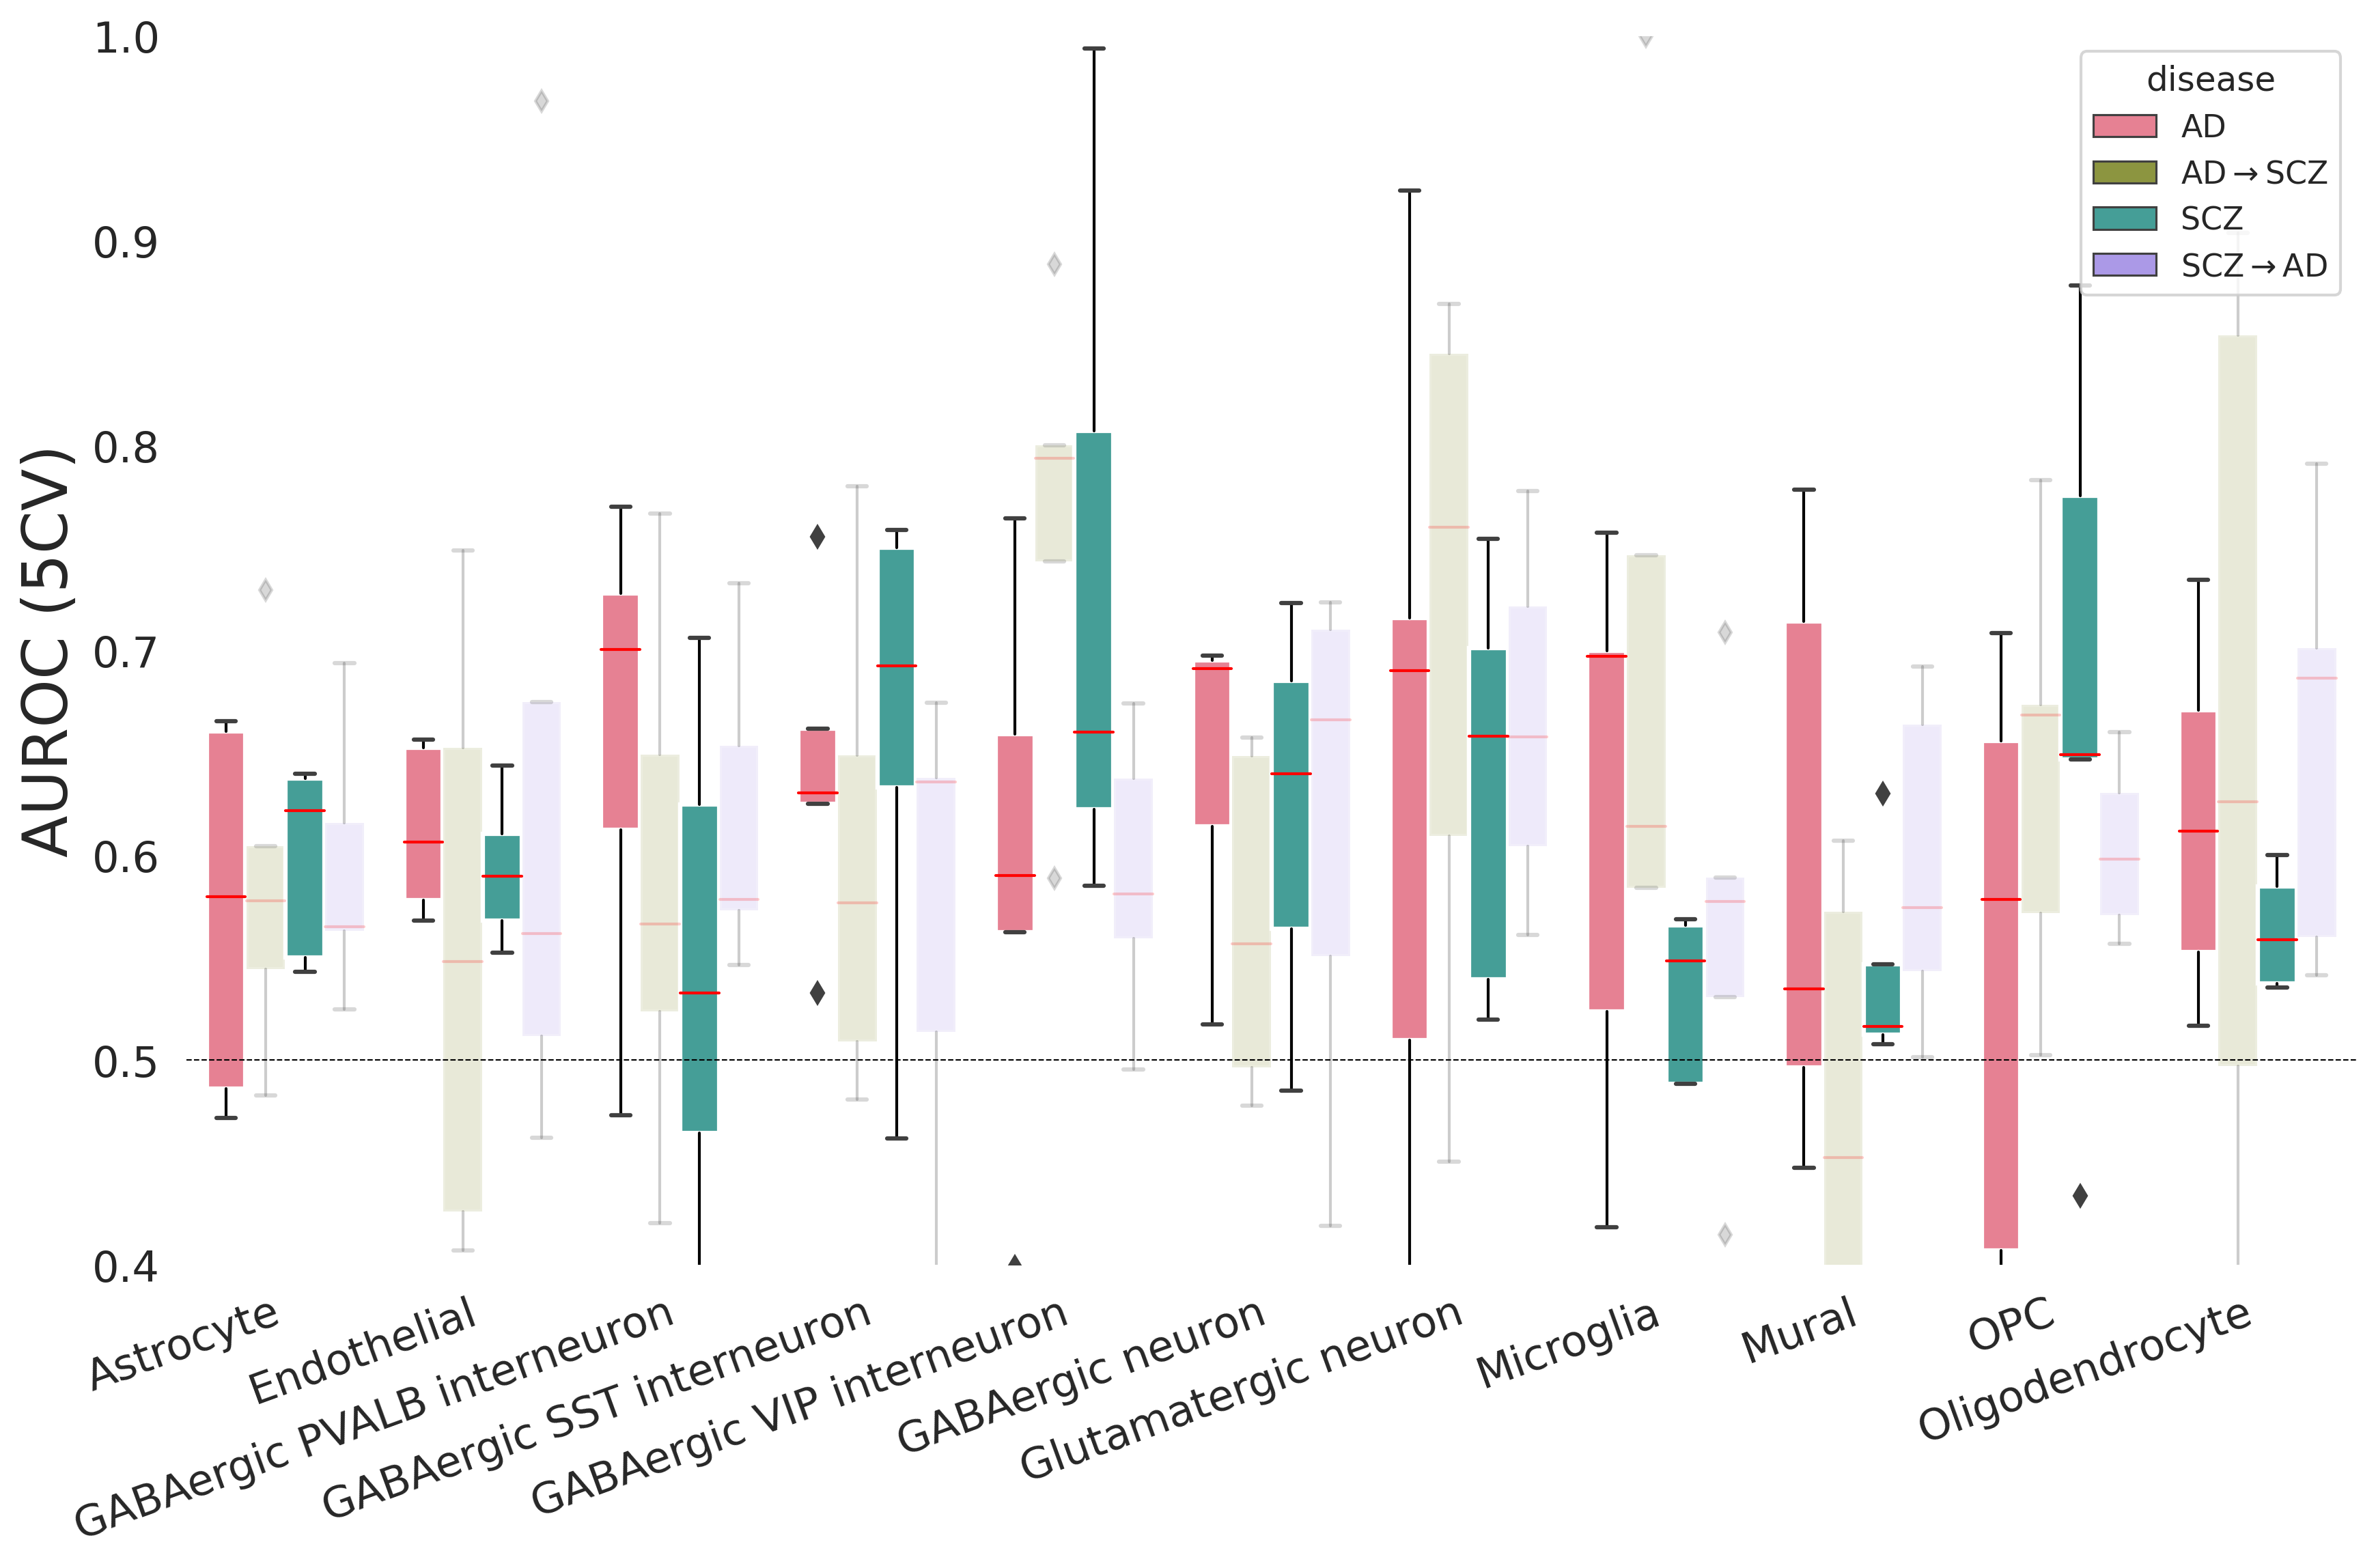 AUROC (5CV)
1.0
0.9
0.8
0.7
0.6
0.5
0.4
disease
AD
AD→SCZ
SCZ
SCZ→AD
Astrocyte
Endothelial
GABAergic PVALB interneuron
GABAergic SST interneuron
GABAergic VIP interneuron
GABAergic neuron
Glutamatergic neuron
Microglia
Mural
OPC
Oligodendrocyte